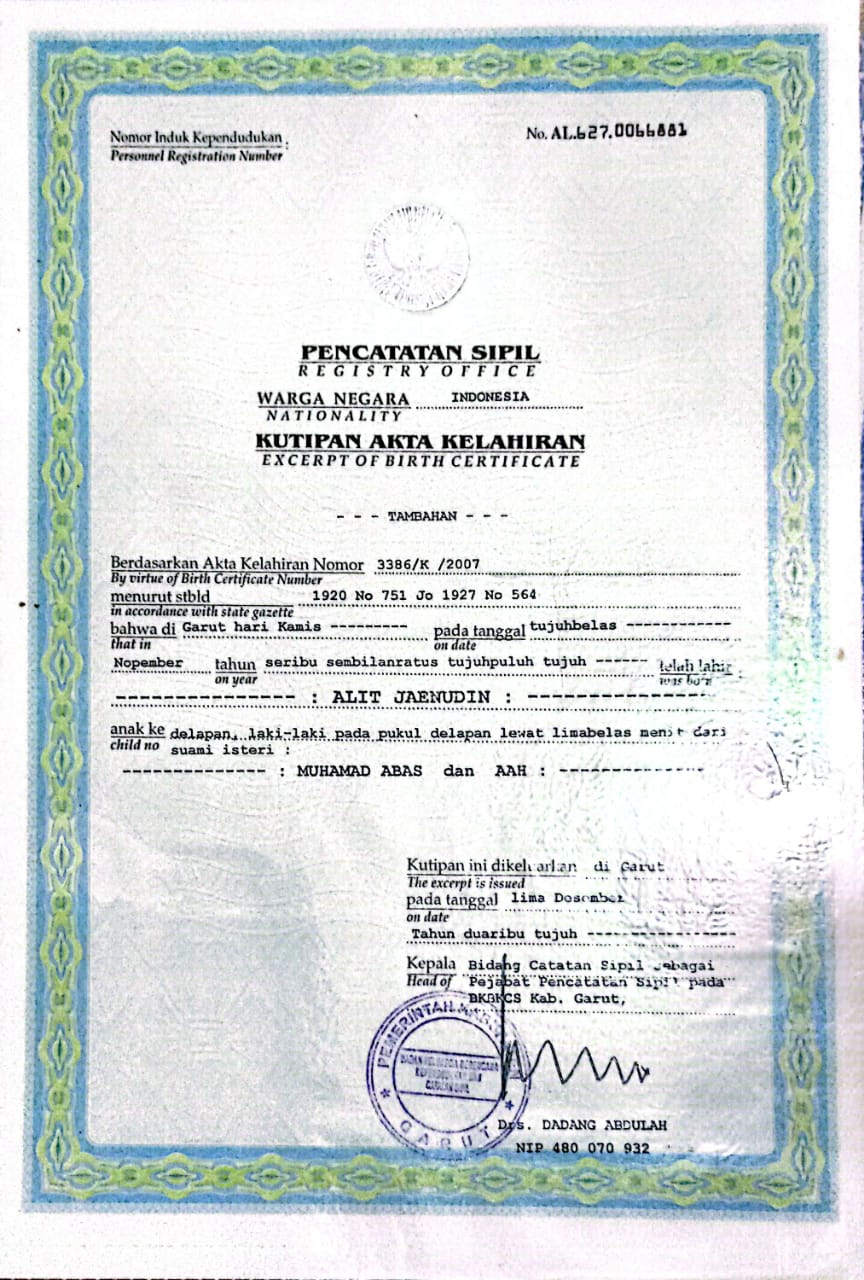 Nomor Induk Kependudukan :
Personnel Registration Number
No. AL.627.0066881
PENCATATAN SIPIL
REGISTRY OFFICE
WARGA NEGARA INDONESIA
NATIONALITY
KUTIPAN AKTA KELAHIRAN
EXCERPT OF BIRTH CERTIFICATE
- - - TAMBAHAN - - -
Berdasarkan Akta Kelahiran Nomor 3386/K /2007
By virtue of Birth Certificate Number
menurut stbld 1920 No 751 Jo 1927 No 564
in accordance with state gazette
bahwa di Garut hari Kamis --------- pada tanggal tujuhbelas ------------
that in on date
Nopember tahun seribu sembilanratus tujuhpuluh tujuh ------ telah lahir
on year was born
----------------- : ALIT JAENUDIN : -----------------
anak ke delapan, laki-laki pada pukul delapan lewat limabelas menit dari
child no suami isteri :
-------------- : MUHAMAD ABAS dan AAH : --------------
Kutipan ini dikeluarkan di Garut
The excerpt is issued
pada tanggal lima Desember
on date
Tahun duaribu tujuh --------------
Kepala Bidang Catatan Sipil sebagai
Head of Pejabat Pencatatan Sipil pada
BKBKCS Kab. Garut,
PEMERINTAH
BADAN KELUARGA BERENCANA
CATATAN SIPIL
GARUT
Drs. DADANG ABDULAH
NIP 480 070 932